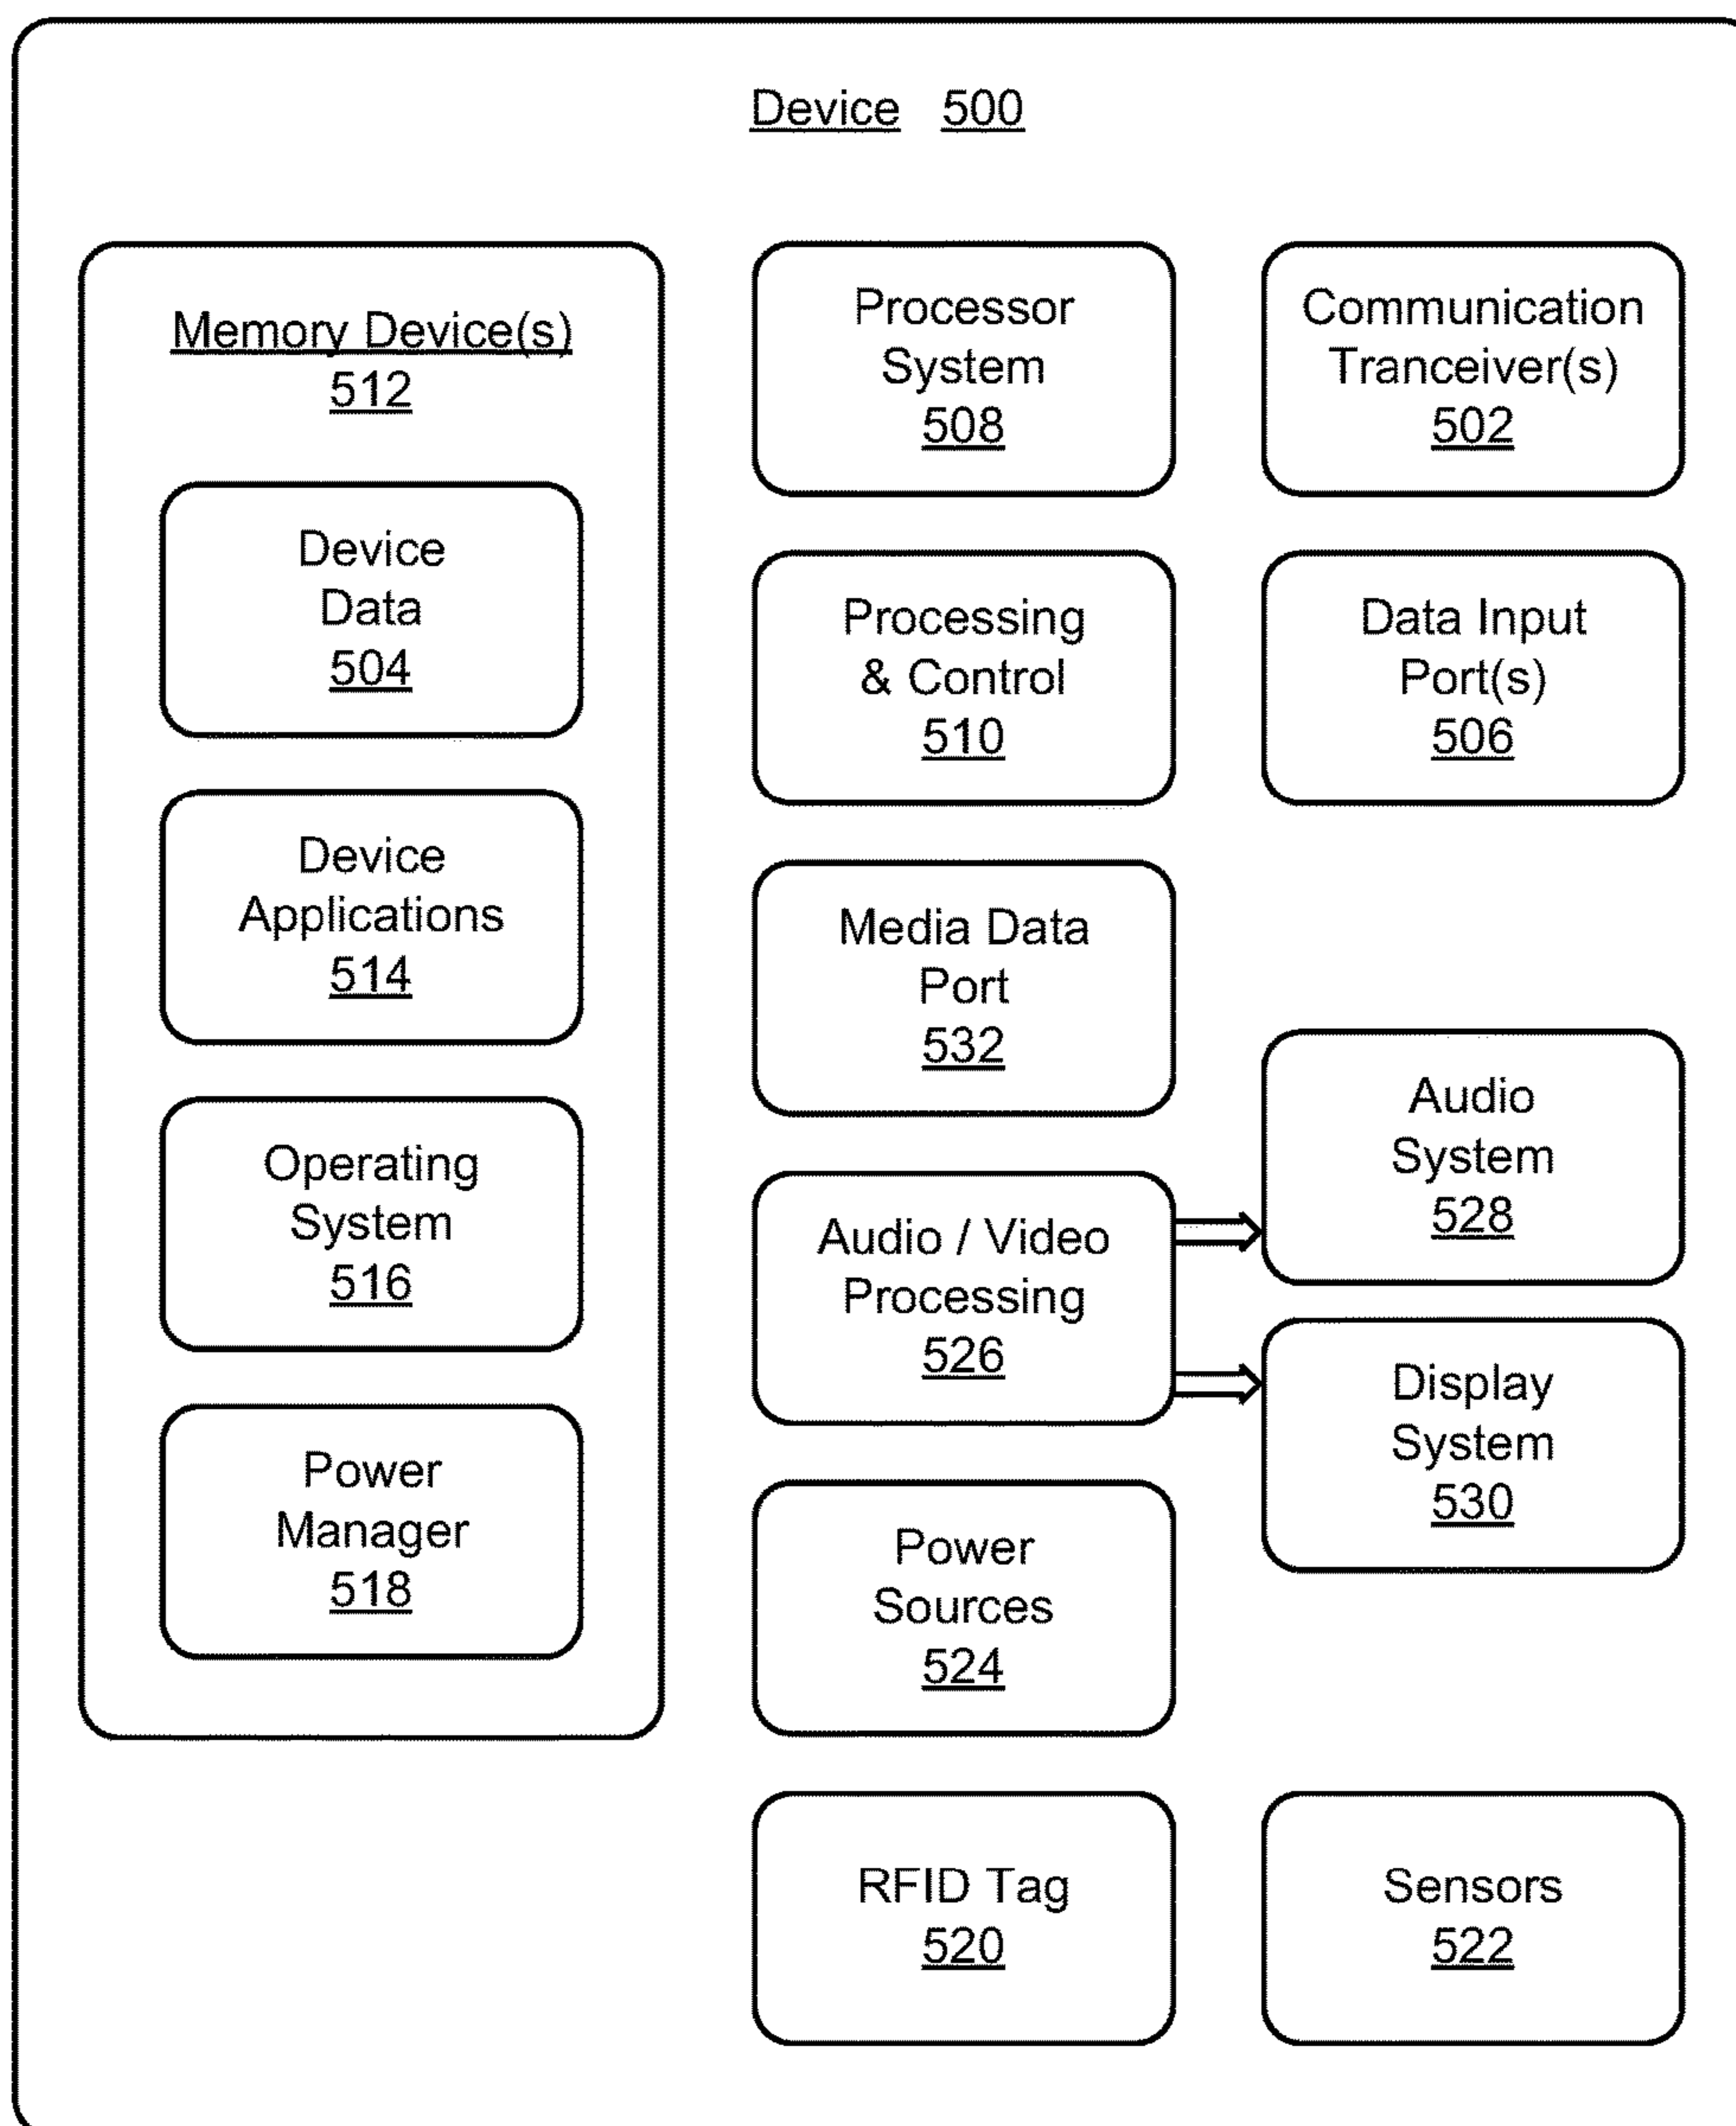 Device 500
Memory Device(s)
512
Device
Data
504
Device
Applications
514
Operating
System
516
Power
Manager
518
Processor
System
508
Communication
Tranceiver(s)
502
Processing
& Control
510
Data Input
Port(s)
506
Media Data
Port
532
Audio / Video
Processing
526
Audio
System
528
Display
System
530
Power
Sources
524
RFID Tag
520
Sensors
522